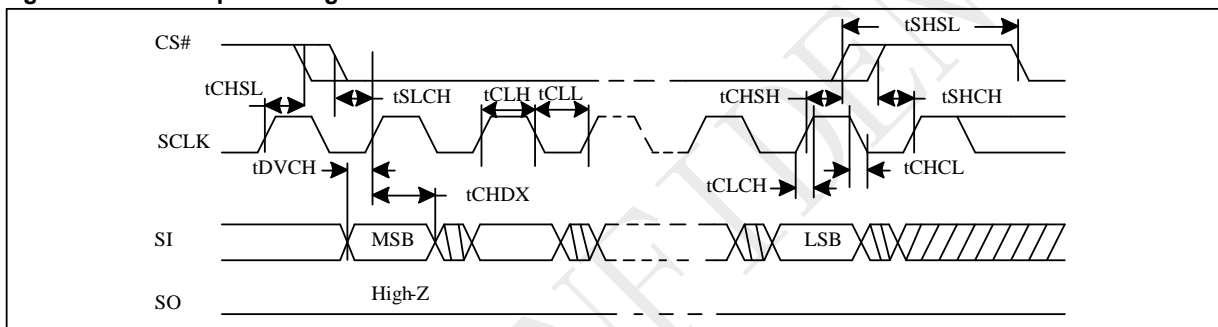 tSHSL
CS#
tCHSL
tSLCH
tCLH
tCLL
tCHSH
tSHCH
SCLK
tDVCH
tCHDX
tCLCH
tCHCL
SI
MSB
LSB
High-Z
SO